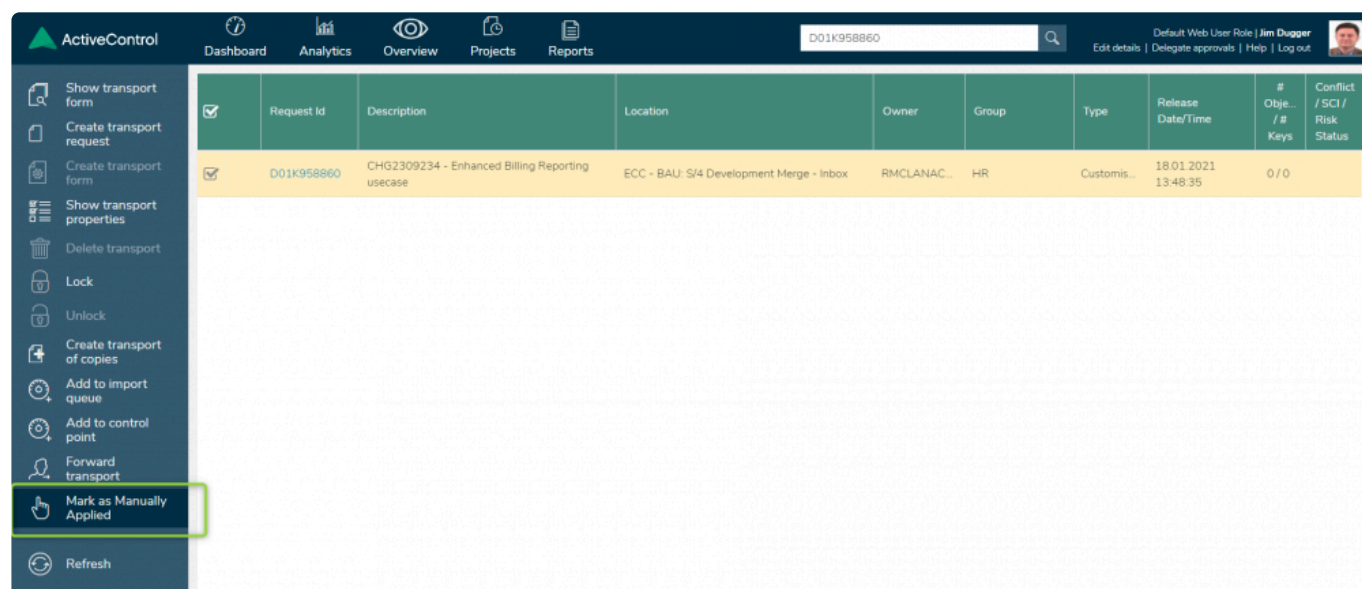 ActiveControl
Dashboard
Analytics
Overview
Projects
Reports
D01K958860
Default Web User Role | Jim Dugger
Edit details | Delegate approvals | Help | Log out
Show transport
form
Create transport
request
Create transport
form
Show transport
properties
Delete transport
Lock
Unlock
Create transport
of copies
Add to import
queue
Add to control
point
Forward
transport
Mark as Manually
Applied
Refresh
Request Id
Description
Location
Owner
Group
Type
Release
Date/Time
#
Obje...
/ #
Keys
Conflict
/ SCI /
Risk
Status
D01K958860
CHG2309234 - Enhanced Billing Reporting
usecase
ECC - BAU: S/4 Development Merge - Inbox
RMCLANAC...
HR
Customis...
18.01.2021
13:48:35
0 / 0